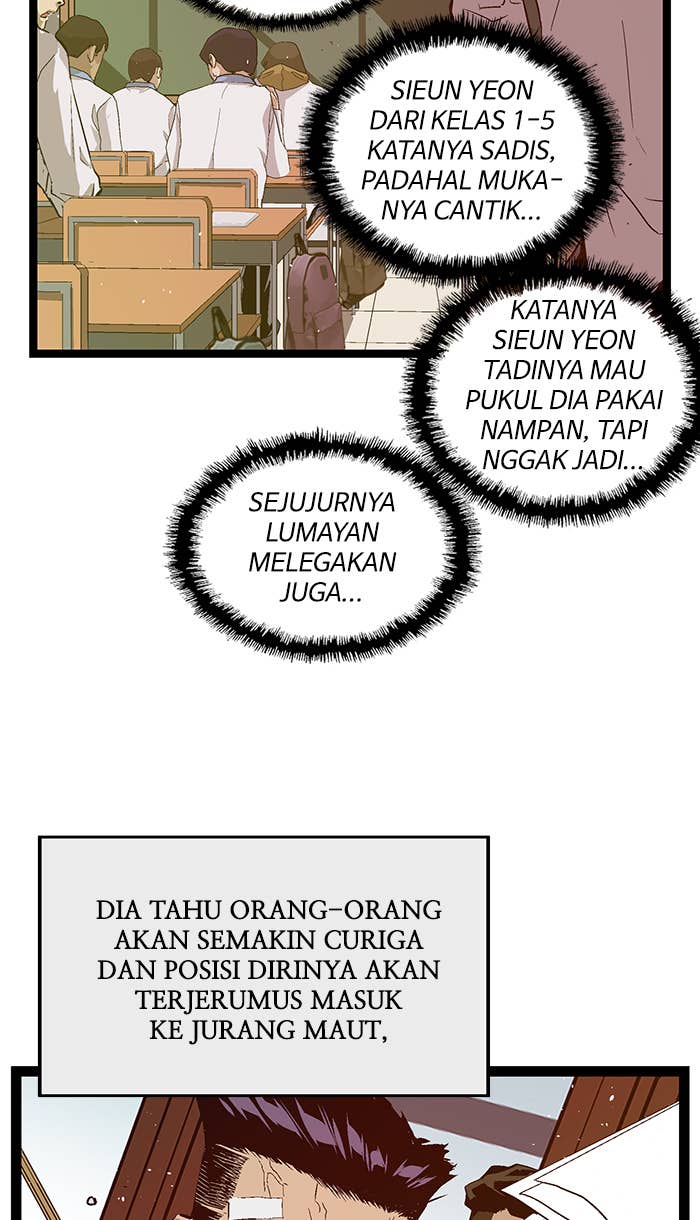 SIEUN YEON
DARI KELAS 1-5
KATANYA SADIS,
PADAHAL MUKA-
NYA CANTIK...
KATANYA
SIEUN YEON
TADINYA MAU
PUKUL DIA PAKAI
NAMPAN, TAPI
NGGAK JADI...
SEJUJURNYA
LUMAYAN
MELEGAKAN
JUGA...
DIA TAHU ORANG-ORANG
AKAN SEMAKIN CURIGA
DAN POSISI DIRINYA AKAN
TERJERUMUS MASUK
KE JURANG MAUT,